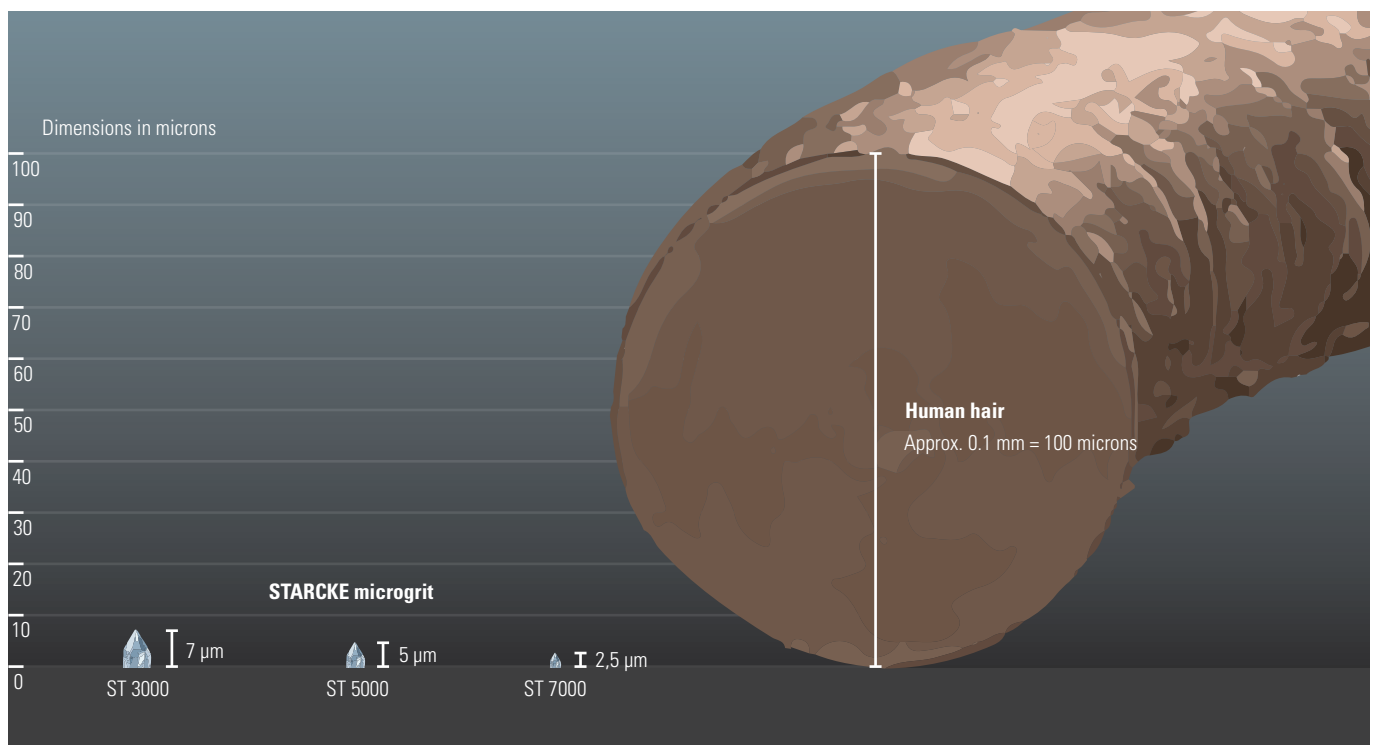 Dimensions in microns
100
90
80
70
60
50
40
30
20
10
0
Human hair
Approx. 0.1 mm = 100 microns
STARCKE microgrit
7 µm
5 µm
2,5 µm
ST 3000
ST 5000
ST 7000